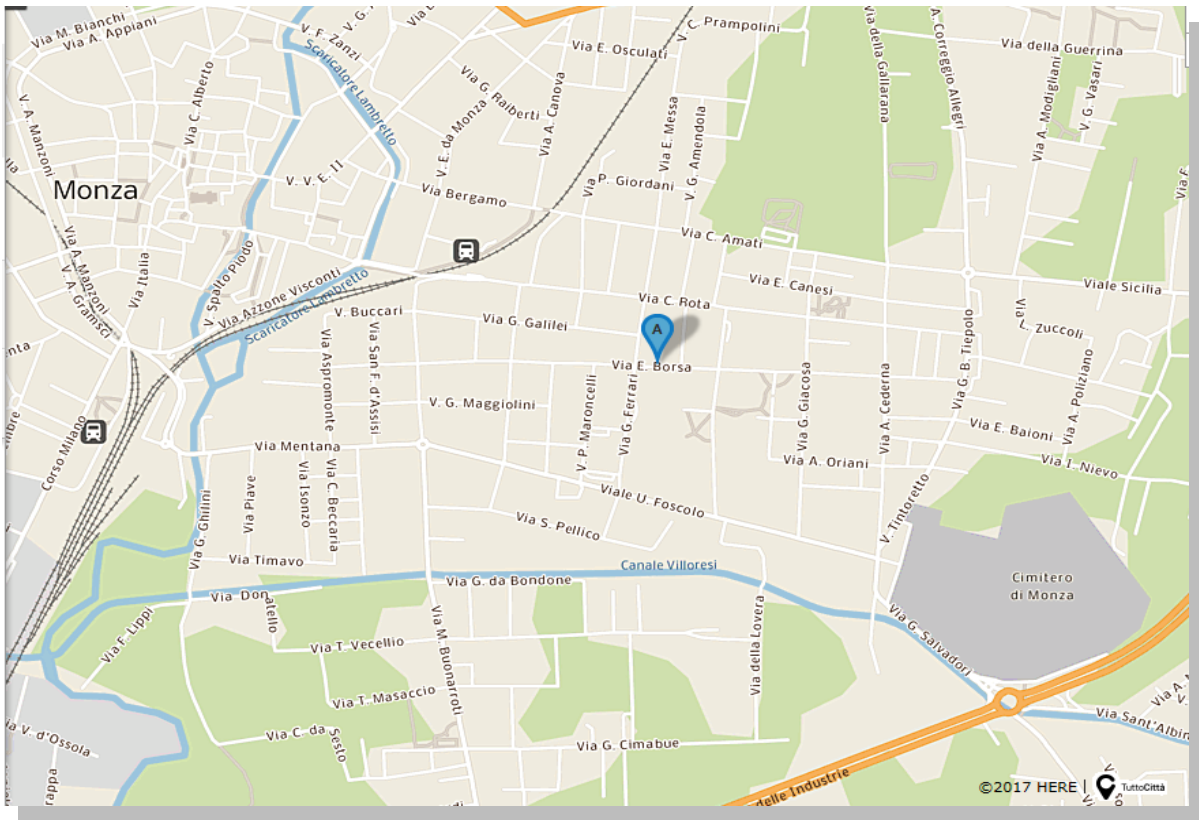 Via M. Bianchi
Via A. Appiani
V. F. Zanzi
Scaricatore Lambretto
V. C. Prampolini
Via E. Osculati
Via della Gallarana
A. Correggio Allegri
Via della Guerrina
V. A. Manzoni
Via C. Alberto
Via G. Ralberti
Via A. Canova
V. E. da Monza
Via E. Messa
V. G. Amendola
Via A. Modigliani
V. G. Vasari
Monza
V. V. E. II
Via Bergamo
Via P. Giordani
Via C. Amati
Via A. Manzoni
V. A. Gramsci
Via Italia
V. Spalto Piodo
Via Azzone Visconti
Scaricatore Lambretto
V. Buccari
Via G. Galilei
Via C. Rota
Via E. Canesi
Viale Sicilia
Via L. Zuccoli
A
Via E. Borsa
Via Aspromonte
Via San F. d'Assisi
V. G. Maggiolini
V. P. Maroncelli
Via G. Ferrari
Via G. Giacosa
Via A. Cederna
Via G. B. Tiepolo
Via A. Poliziano
Via E. Baioni
Corso Milano
Via Mentana
Via A. Oriani
Via I. Nievo
Via G. Ghilini
Via Piave
Via Isonzo
Via C. Beccaria
Viale U. Foscolo
Via S. Pellico
V. Tintoretto
Via Timavo
Canale Villoresi
Via G. da Bondone
Cimitero
di Monza
Via Donatello
Via F. Lippi
Via T. Vecellio
Via M. Buonarroti
Via della Lovera
Via G. Salvadori
Via T. Masaccio
Via C. da Sesto
Via G. Cimabue
Via Sant'Albin
ia V. d'Ossola
rappa
delle Industrie
©2017 HERE | TuttoCittà